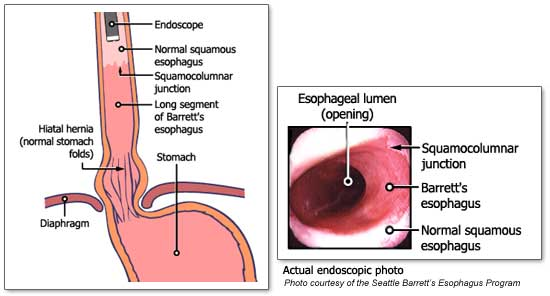 Endoscope
Normal squamous
esophagus
Squamocolumnar
junction
Long segment
of Barrett's
esophagus
Hiatal hernia
(normal stomach
folds)
Stomach
Diaphragm
Esophageal lumen
(opening)
Squamocolumnar
junction
Barrett's
esophagus
Normal squamous
esophagus
Actual endoscopic photo
Photo courtesy of the Seattle Barrett's Esophagus Program